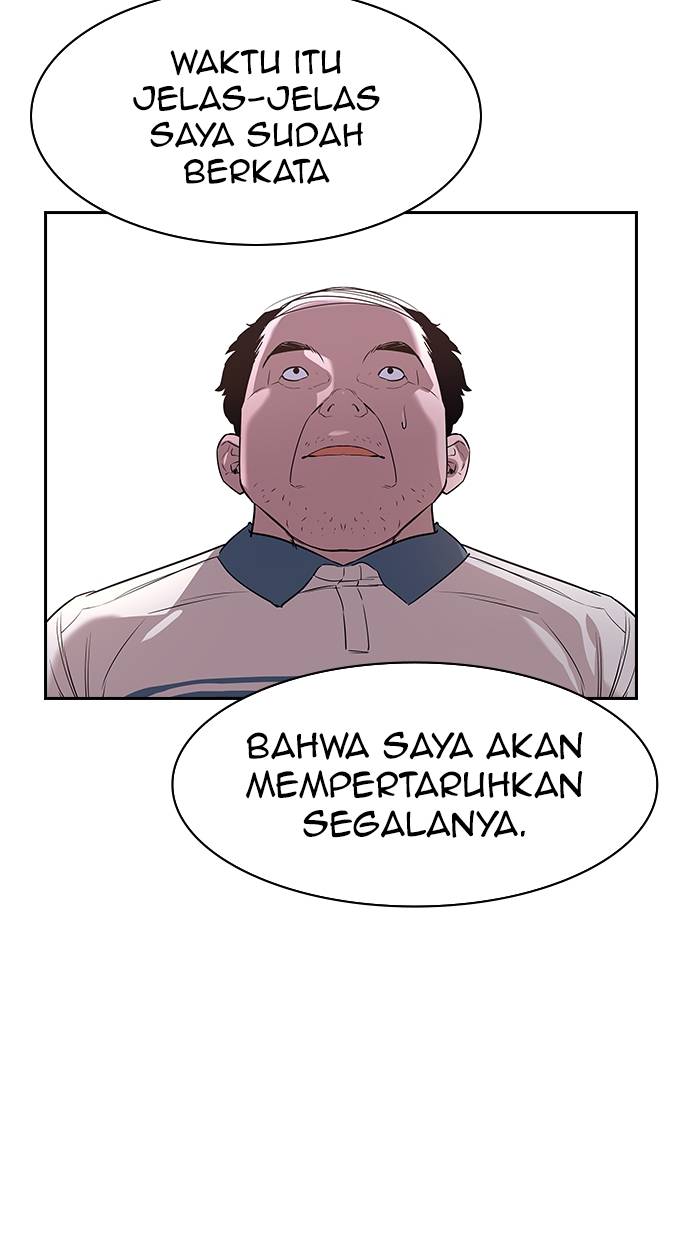 WAKTU ITU
JELAS-JELAS
SAYA SUDAH
BERKATA
BAHWA SAYA AKAN
MEMPERTARUHKAN
SEGALANYA.